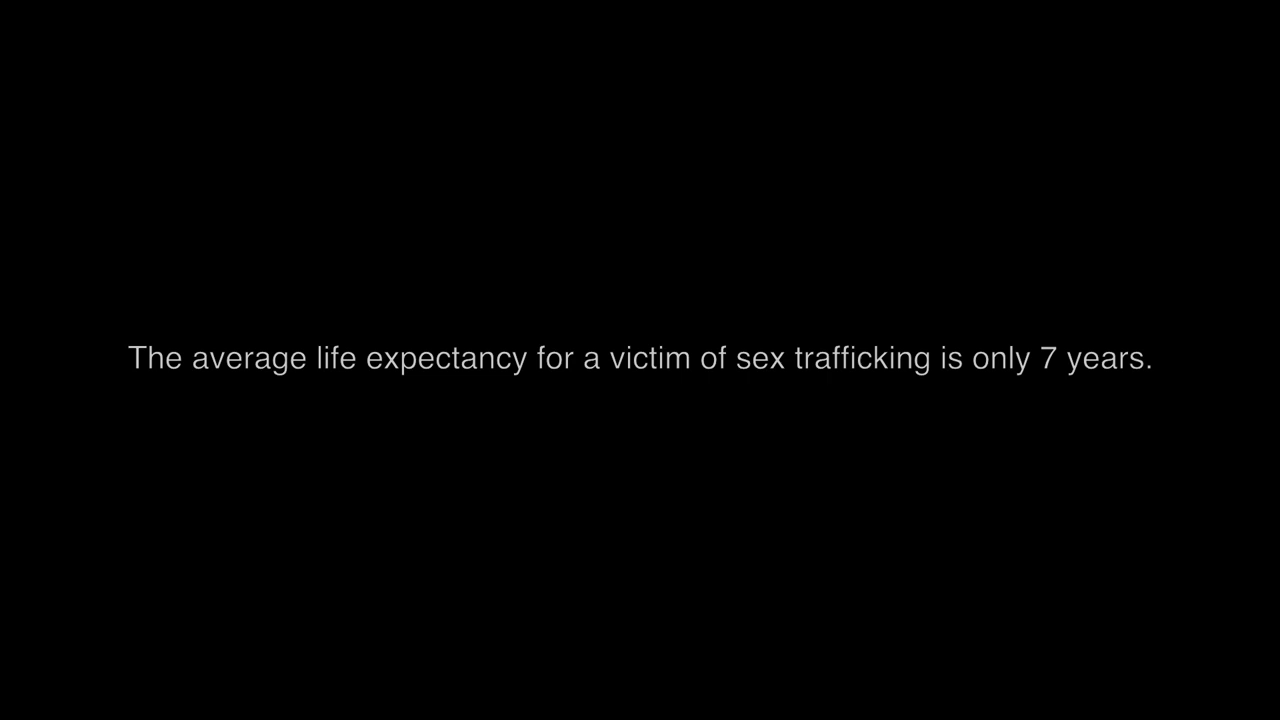 The average life expectancy for a victim of sex trafficking is only 7 years.